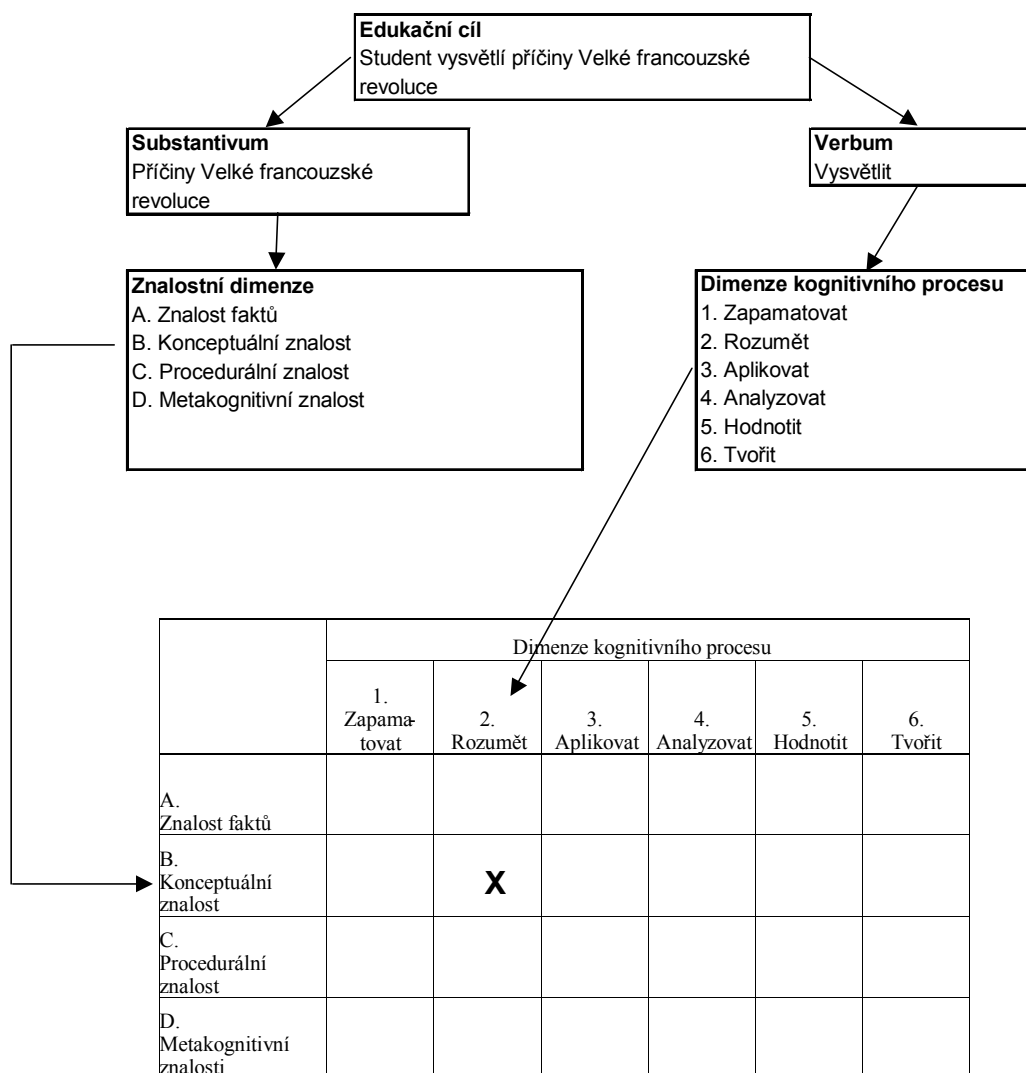 Edukační cíl
Student vysvětlí příčiny Velké francouzské
revoluce
Substantivum
Příčiny Velké francouzské
revoluce
Verbum
Vysvětlit
Znalostní dimenze
A. Znalost faktů
B. Konceptuální znalost
C. Procedurální znalost
D. Metakognitivní znalost
Dimenze kognitivního procesu
1. Zapamatovat
2. Rozumět
3. Aplikovat
4. Analyzovat
5. Hodnotit
6. Tvořit
Dimenze kognitivního procesu
1.
Zapama-
tovat
2.
Rozumět
3.
Aplikovat
4.
Analyzovat
5.
Hodnotit
6.
Tvořit
A.
Znalost faktů
B.
Konceptuální
znalost
X
C.
Procedurální
znalost
D.
Metakognitivní
znalosti